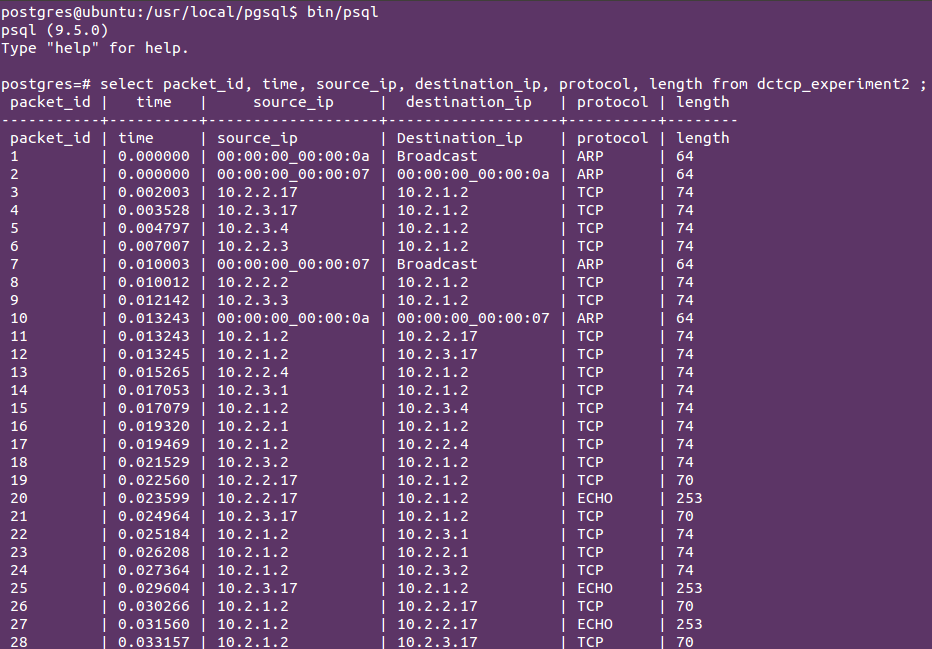 postgres@ubuntu:/usr/local/pgsql$ bin/psql
psql (9.5.0)
Type "help" for help.

postgres=# select packet_id, time, source_ip, destination_ip, protocol, length from dctcp_experiment2 ;
 packet_id |   time   |     source_ip     |  destination_ip   | protocol | length
-----------+----------+-------------------+-------------------+----------+--------
 packet_id | time     | source_ip         | Destination_ip    | protocol | length
 1         | 0.000000 | 00:00:00_00:00:0a | Broadcast         | ARP      | 64
 2         | 0.000000 | 00:00:00_00:00:07 | 00:00:00_00:00:0a | ARP      | 64
 3         | 0.002003 | 10.2.2.17         | 10.2.1.2          | TCP      | 74
 4         | 0.003528 | 10.2.3.17         | 10.2.1.2          | TCP      | 74
 5         | 0.004797 | 10.2.3.4          | 10.2.1.2          | TCP      | 74
 6         | 0.007007 | 10.2.2.3          | 10.2.1.2          | TCP      | 74
 7         | 0.010003 | 00:00:00_00:00:07 | Broadcast         | ARP      | 64
 8         | 0.010012 | 10.2.2.2          | 10.2.1.2          | TCP      | 74
 9         | 0.012142 | 10.2.3.3          | 10.2.1.2          | TCP      | 74
 10        | 0.013243 | 00:00:00_00:00:0a | 00:00:00_00:00:07 | ARP      | 64
 11        | 0.013243 | 10.2.1.2          | 10.2.2.17         | TCP      | 74
 12        | 0.013245 | 10.2.1.2          | 10.2.3.17         | TCP      | 74
 13        | 0.015265 | 10.2.2.4          | 10.2.1.2          | TCP      | 74
 14        | 0.017053 | 10.2.3.1          | 10.2.1.2          | TCP      | 74
 15        | 0.017079 | 10.2.1.2          | 10.2.3.4          | TCP      | 74
 16        | 0.019320 | 10.2.2.1          | 10.2.1.2          | TCP      | 74
 17        | 0.019469 | 10.2.1.2          | 10.2.2.4          | TCP      | 74
 18        | 0.021529 | 10.2.3.2          | 10.2.1.2          | TCP      | 74
 19        | 0.022560 | 10.2.2.17         | 10.2.1.2          | TCP      | 70
 20        | 0.023599 | 10.2.2.17         | 10.2.1.2          | ECHO     | 253
 21        | 0.024964 | 10.2.3.17         | 10.2.1.2          | TCP      | 70
 22        | 0.025184 | 10.2.1.2          | 10.2.3.1          | TCP      | 74
 23        | 0.026208 | 10.2.1.2          | 10.2.2.1          | TCP      | 74
 24        | 0.027364 | 10.2.1.2          | 10.2.3.2          | TCP      | 74
 25        | 0.029604 | 10.2.3.17         | 10.2.1.2          | ECHO     | 253
 26        | 0.030266 | 10.2.1.2          | 10.2.2.17         | TCP      | 70
 27        | 0.031560 | 10.2.1.2          | 10.2.2.17         | ECHO     | 253
 28        | 0.033157 | 10.2.1.2          | 10.2.3.17         | TCP      | 70